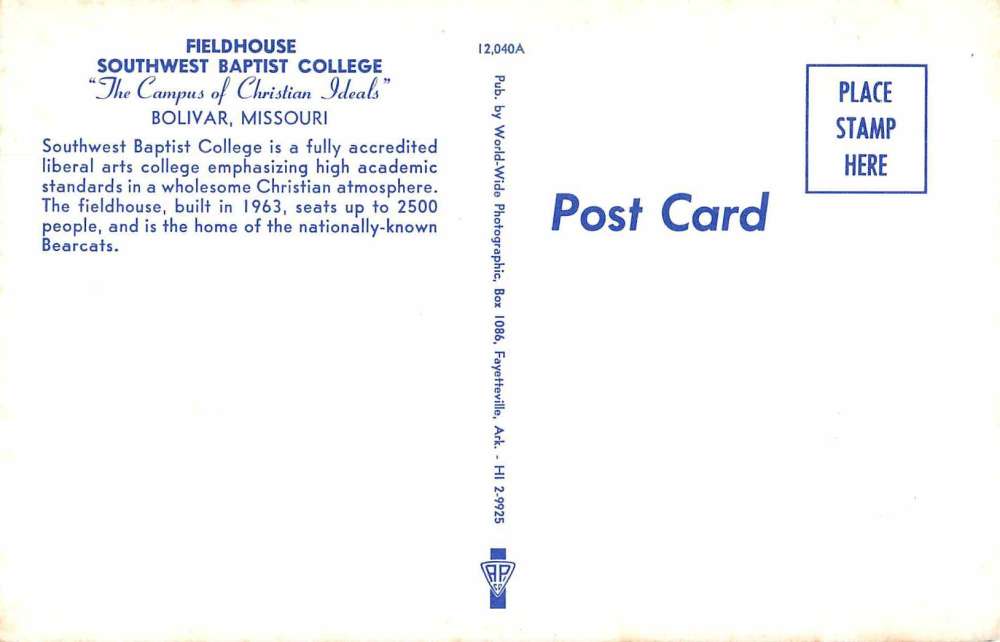 FIELDHOUSE
SOUTHWEST BAPTIST COLLEGE
"The Campus of Christian Ideals"
BOLIVAR, MISSOURI
Southwest Baptist College is a fully accredited
liberal arts college emphasizing high academic
standards in a wholesome Christian atmosphere.
The fieldhouse, built in 1963, seats up to 2500
people, and is the home of the nationally-known
Bearcats.
12,040A
Pub. by World-Wide Photographic, Box 1086, Fayetteville, Ark. - HI 2-9925
Post Card
PLACE
STAMP
HERE